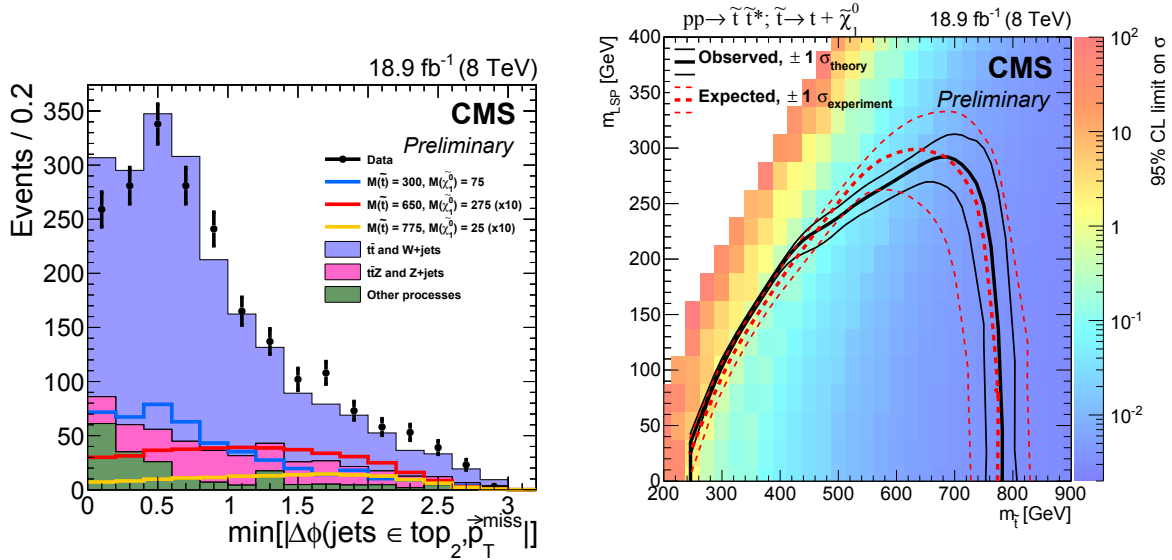 18.9 fb⁻¹ (8 TeV)
CMS
Preliminary
Events / 0.2
350
300
250
200
150
100
50
0
Data
M(t̃) = 300, M(χ̃₁⁰) = 75
M(t̃) = 650, M(χ̃₁⁰) = 275 (x10)
M(t̃) = 775, M(χ̃₁⁰) = 25 (x10)
tt̄ and W+jets
tt̄Z and Z+jets
Other processes
0 0.5 1 1.5 2 2.5 3
min[|Δϕ(jets ∈ top₂, p⃗_T^miss |]
pp→ t̃ t̃*; t̃→ t + χ̃₁⁰
18.9 fb⁻¹ (8 TeV)
m_LSP [GeV]
400
350
300
250
200
150
100
50
0
Observed, ± 1 σ_theory
Expected, ± 1 σ_experiment
CMS
Preliminary
200 300 400 500 600 700 800 900
m_t̃ [GeV]
10²
10
1
10⁻¹
10⁻²
95% CL limit on σ